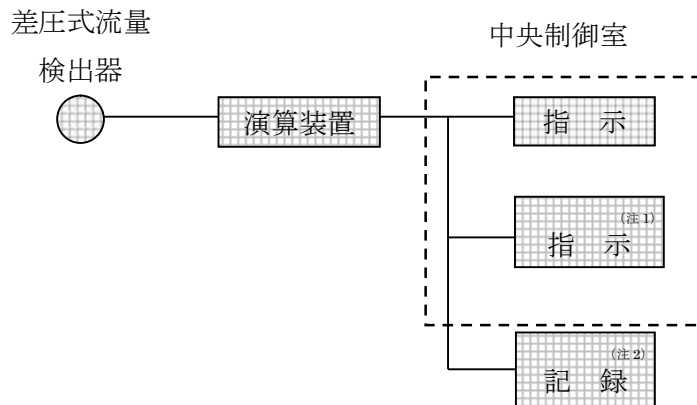 差圧式流量
検出器
中央制御室
演算装置
指 示
(注1)
指 示
(注2)
記 録